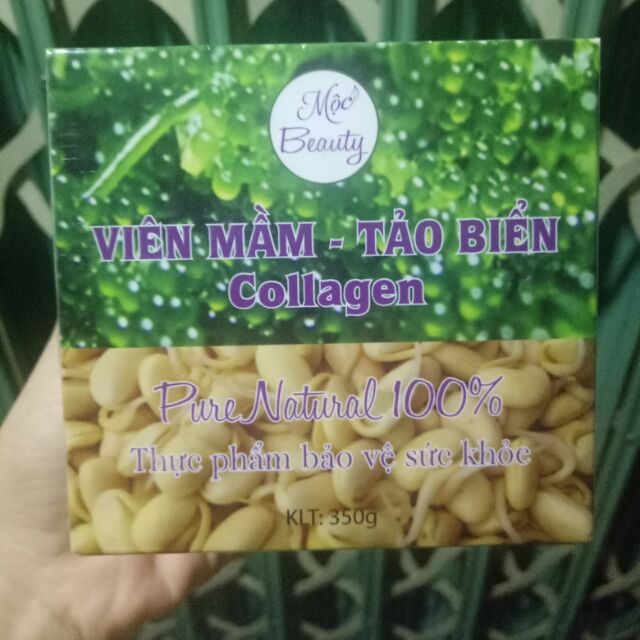 Mộc
Beauty
VIÊN MẦM - TẢO BIỂN
Collagen
Pure Natural 100%
Thực phẩm bảo vệ sức khỏe
KLT: 350g